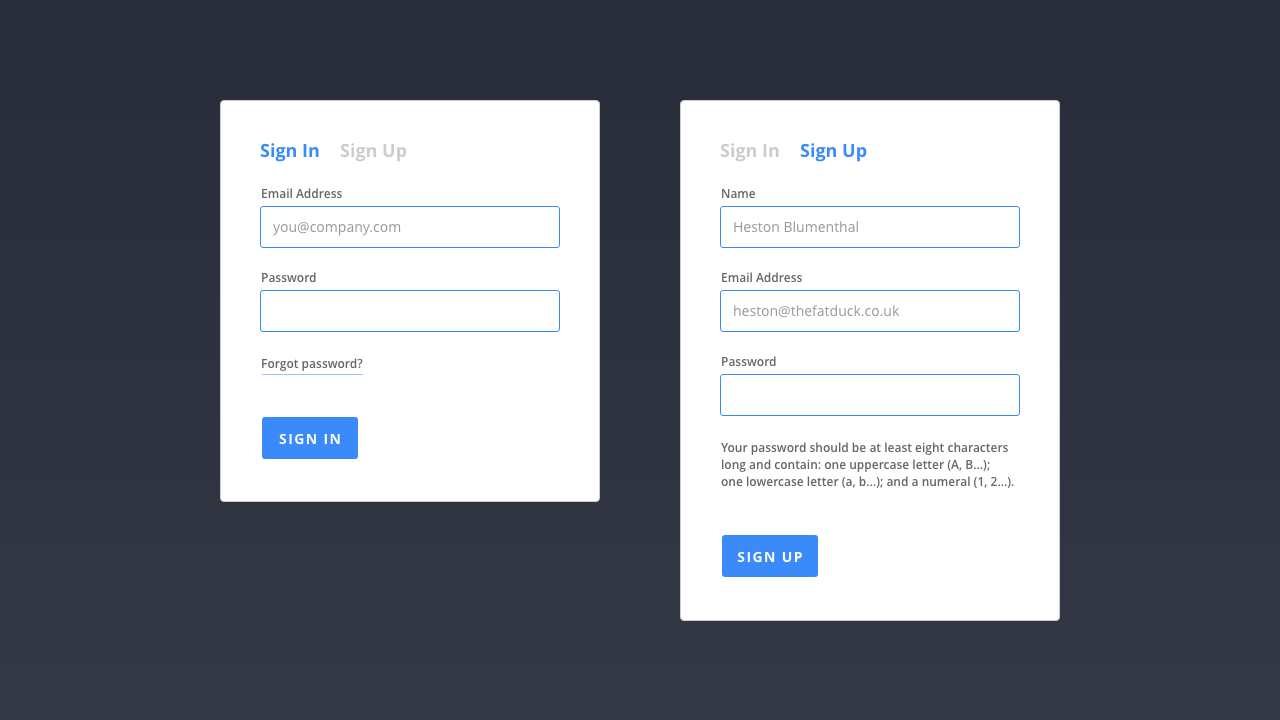 Sign In Sign Up
Email Address
you@company.com
Password
Forgot password?
SIGN IN
Sign In Sign Up
Name
Heston Blumenthal
Email Address
heston@thefatduck.co.uk
Password
Your password should be at least eight characters
long and contain: one uppercase letter (A, B...);
one lowercase letter (a, b...); and a numeral (1, 2...).
SIGN UP